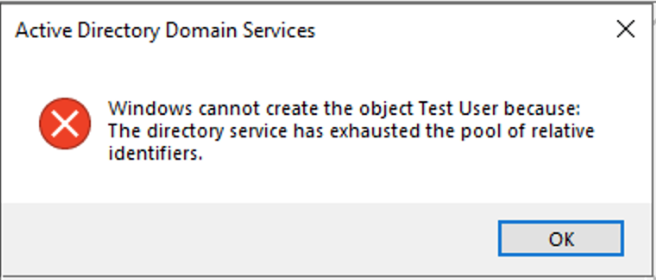 Active Directory Domain Services
Windows cannot create the object Test User because:
The directory service has exhausted the pool of relative
identifiers.
OK